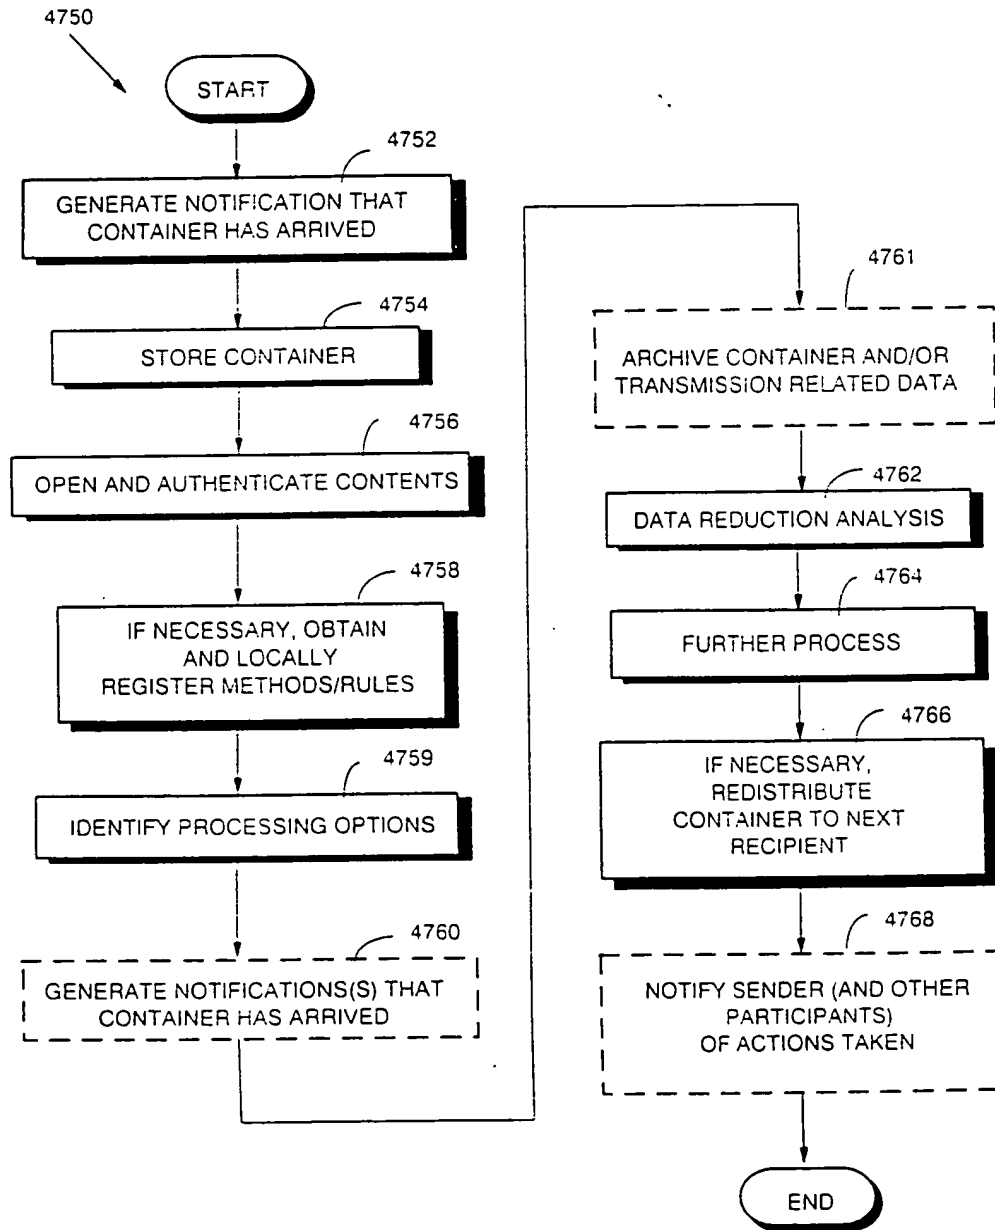 4750
START
4752
GENERATE NOTIFICATION THAT
CONTAINER HAS ARRIVED
4754
STORE CONTAINER
4756
OPEN AND AUTHENTICATE CONTENTS
4758
IF NECESSARY, OBTAIN
AND LOCALLY
REGISTER METHODS/RULES
4759
IDENTIFY PROCESSING OPTIONS
4760
GENERATE NOTIFICATIONS(S) THAT
CONTAINER HAS ARRIVED
4761
ARCHIVE CONTAINER AND/OR
TRANSMISSION RELATED DATA
4762
DATA REDUCTION ANALYSIS
4764
FURTHER PROCESS
4766
IF NECESSARY,
REDISTRIBUTE
CONTAINER TO NEXT
RECIPIENT
4768
NOTIFY SENDER (AND OTHER
PARTICIPANTS)
OF ACTIONS TAKEN
END